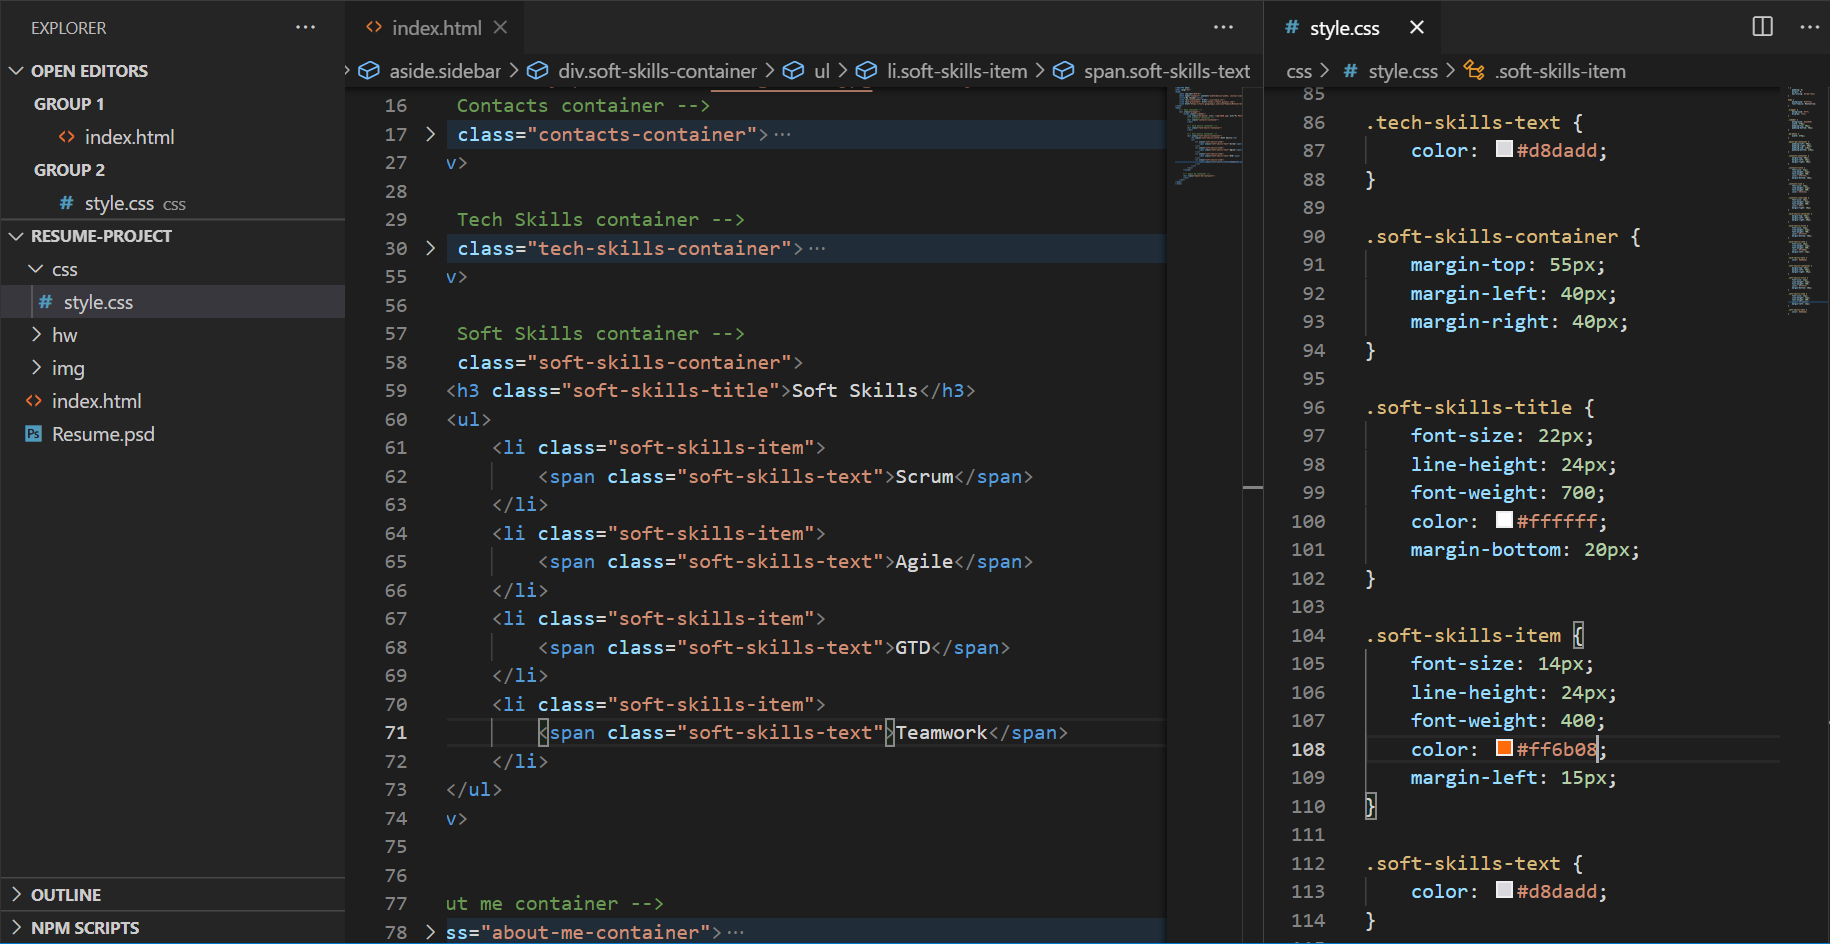 EXPLORER
OPEN EDITORS
GROUP 1
index.html
GROUP 2
style.css css
RESUME-PROJECT
css
style.css
hw
img
index.html
Resume.psd
OUTLINE
NPM SCRIPTS
index.html
aside.sidebar > div.soft-skills-container > ul > li.soft-skills-item > span.soft-skills-text
16 Contacts container -->
17 class="contacts-container">···
27 v>
28
29 Tech Skills container -->
30 class="tech-skills-container">···
55 v>
56
57 Soft Skills container -->
58 class="soft-skills-container">
59 <h3 class="soft-skills-title">Soft Skills</h3>
60 <ul>
61 <li class="soft-skills-item">
62 <span class="soft-skills-text">Scrum</span>
63 </li>
64 <li class="soft-skills-item">
65 <span class="soft-skills-text">Agile</span>
66 </li>
67 <li class="soft-skills-item">
68 <span class="soft-skills-text">GTD</span>
69 </li>
70 <li class="soft-skills-item">
71 <span class="soft-skills-text">Teamwork</span>
72 </li>
73 </ul>
74 v>
75
76
77 ut me container -->
78 ss="about-me-container">···
style.css
css > # style.css > .soft-skills-item
85
86 .tech-skills-text {
87 color: #d8dadd;
88 }
89
90 .soft-skills-container {
91 margin-top: 55px;
92 margin-left: 40px;
93 margin-right: 40px;
94 }
95
96 .soft-skills-title {
97 font-size: 22px;
98 line-height: 24px;
99 font-weight: 700;
100 color: #ffffff;
101 margin-bottom: 20px;
102 }
103
104 .soft-skills-item {
105 font-size: 14px;
106 line-height: 24px;
107 font-weight: 400;
108 color: #ff6b08;
109 margin-left: 15px;
110 }
111
112 .soft-skills-text {
113 color: #d8dadd;
114 }